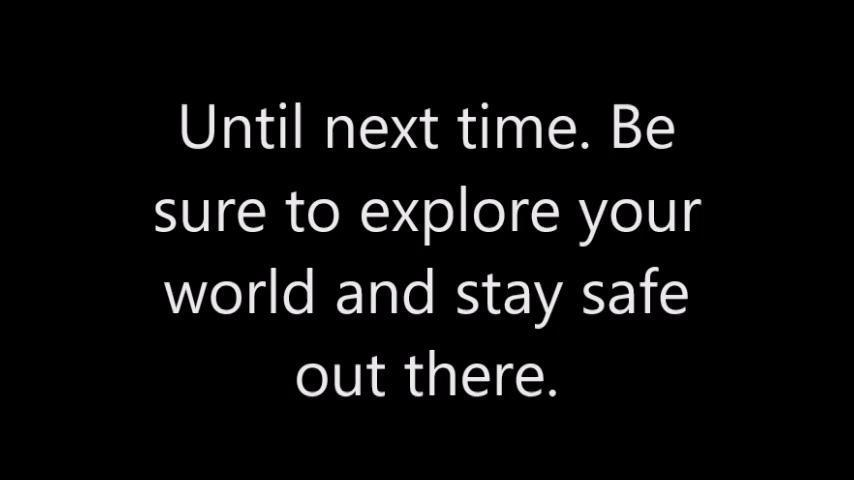 Until next time. Be
sure to explore your
world and stay safe
out there.